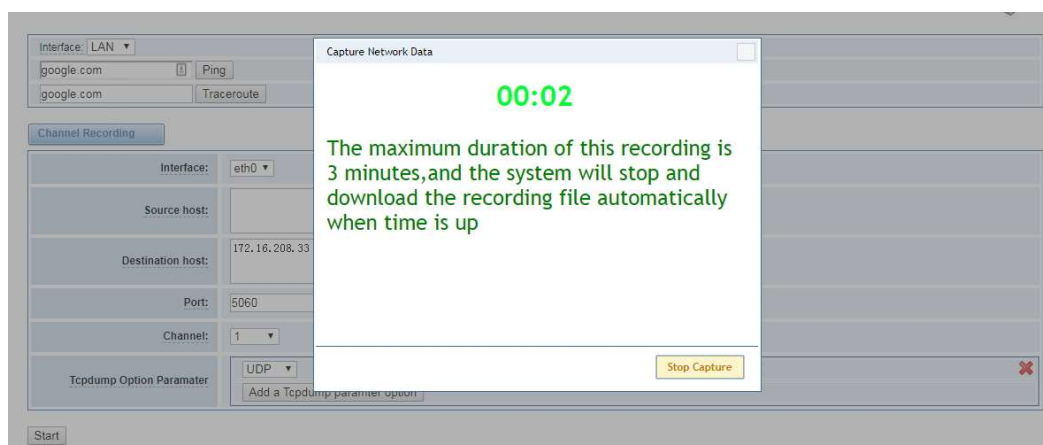 Interface: LAN
google.com Ping
google.com Traceroute
Channel Recording
Interface: eth0
Source host:
Destination host: 172.16.208.33
Port: 5060
Channel: 1
Tcpdump Option Paramater UDP
Add a Tcpdump paramter option
Start
Capture Network Data
00:02
The maximum duration of this recording is
3 minutes,and the system will stop and
download the recording file automatically
when time is up
Stop Capture